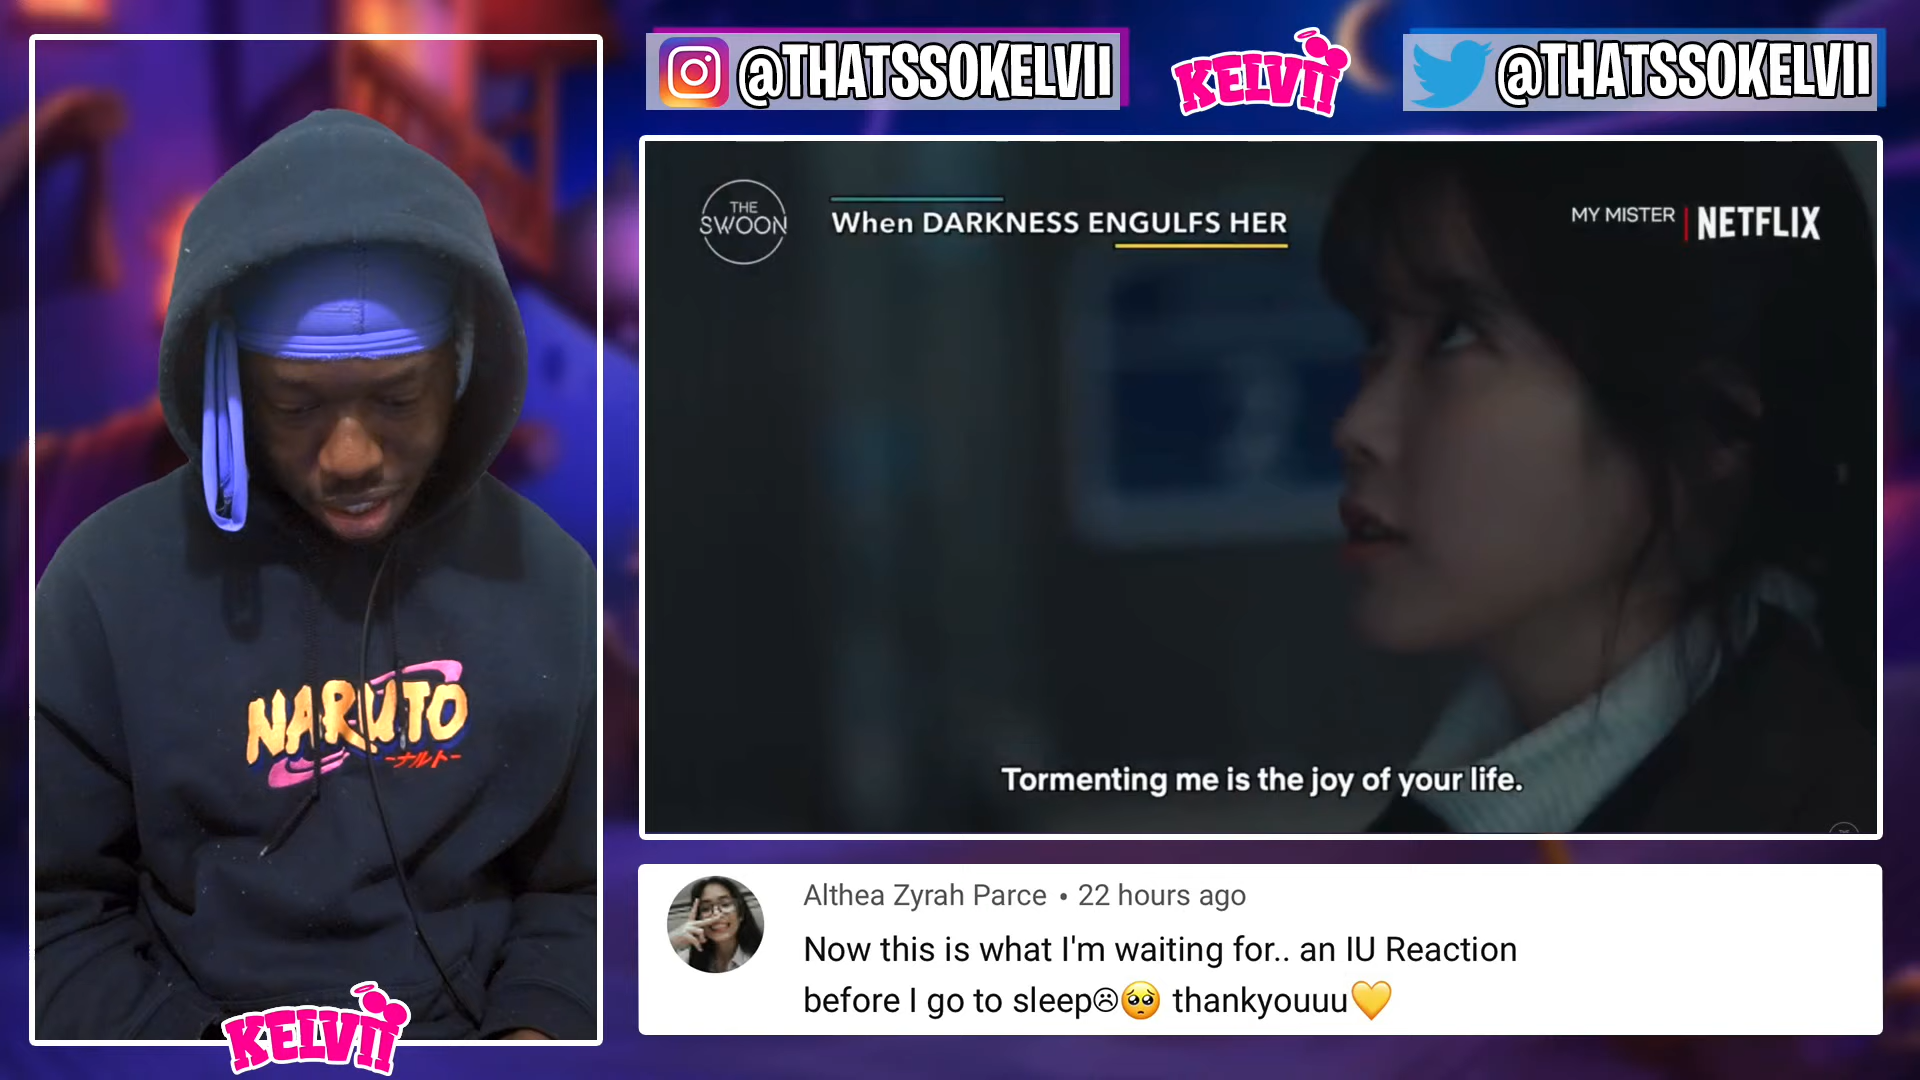 @THATSSOKELVII
KELVII
@THATSSOKELVII
THE
SWOON
When DARKNESS ENGULFS HER
MY MISTER
NETFLIX
NARUTO
ーナルトー
Tormenting me is the joy of your life.
Althea Zyrah Parce • 22 hours ago
Now this is what I'm waiting for.. an IU Reaction
before I go to sleep☹🥺 thankyouuu💛
KELVII